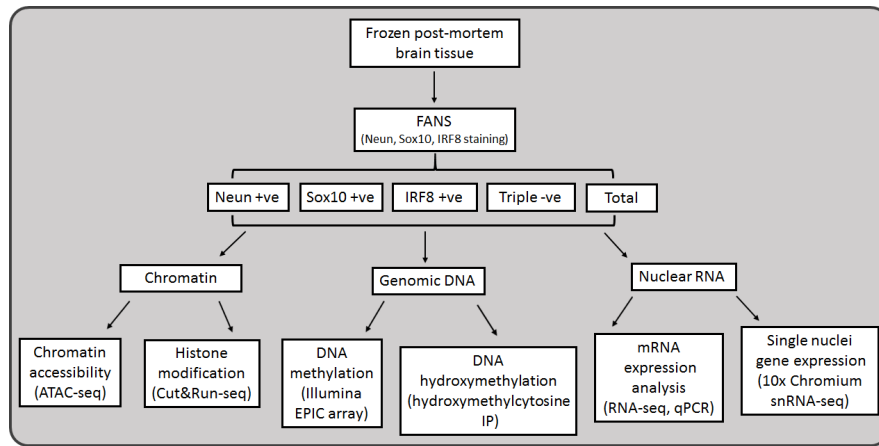 Frozen post-mortem
brain tissue
FANS
(Neun, Sox10, IRF8 staining)
Neun +ve
Sox10 +ve
IRF8 +ve
Triple -ve
Total
Chromatin
Genomic DNA
Nuclear RNA
Chromatin
accessibility
(ATAC-seq)
Histone
modification
(Cut&Run-seq)
DNA
methylation
(Illumina
EPIC array)
DNA
hydroxymethylation
(hydroxymethylcytosine
IP)
mRNA
expression
analysis
(RNA-seq, qPCR)
Single nuclei
gene expression
(10x Chromium
snRNA-seq)